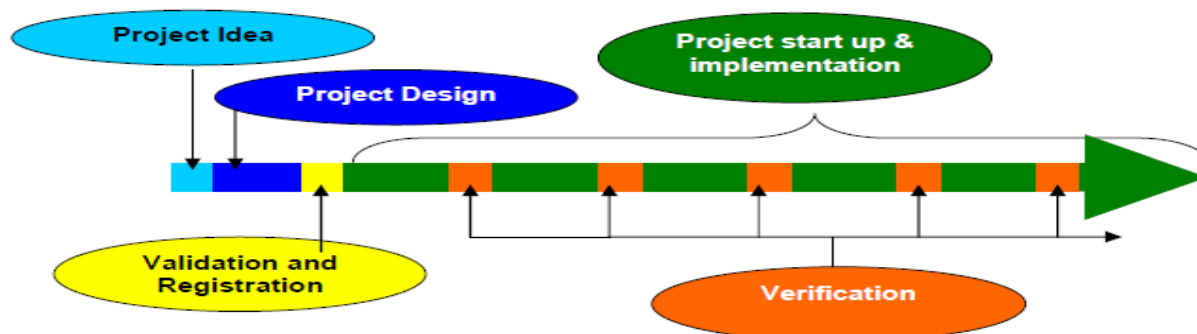 Project Idea
Project start up &
implementation
Project Design
Validation and
Registration
Verification